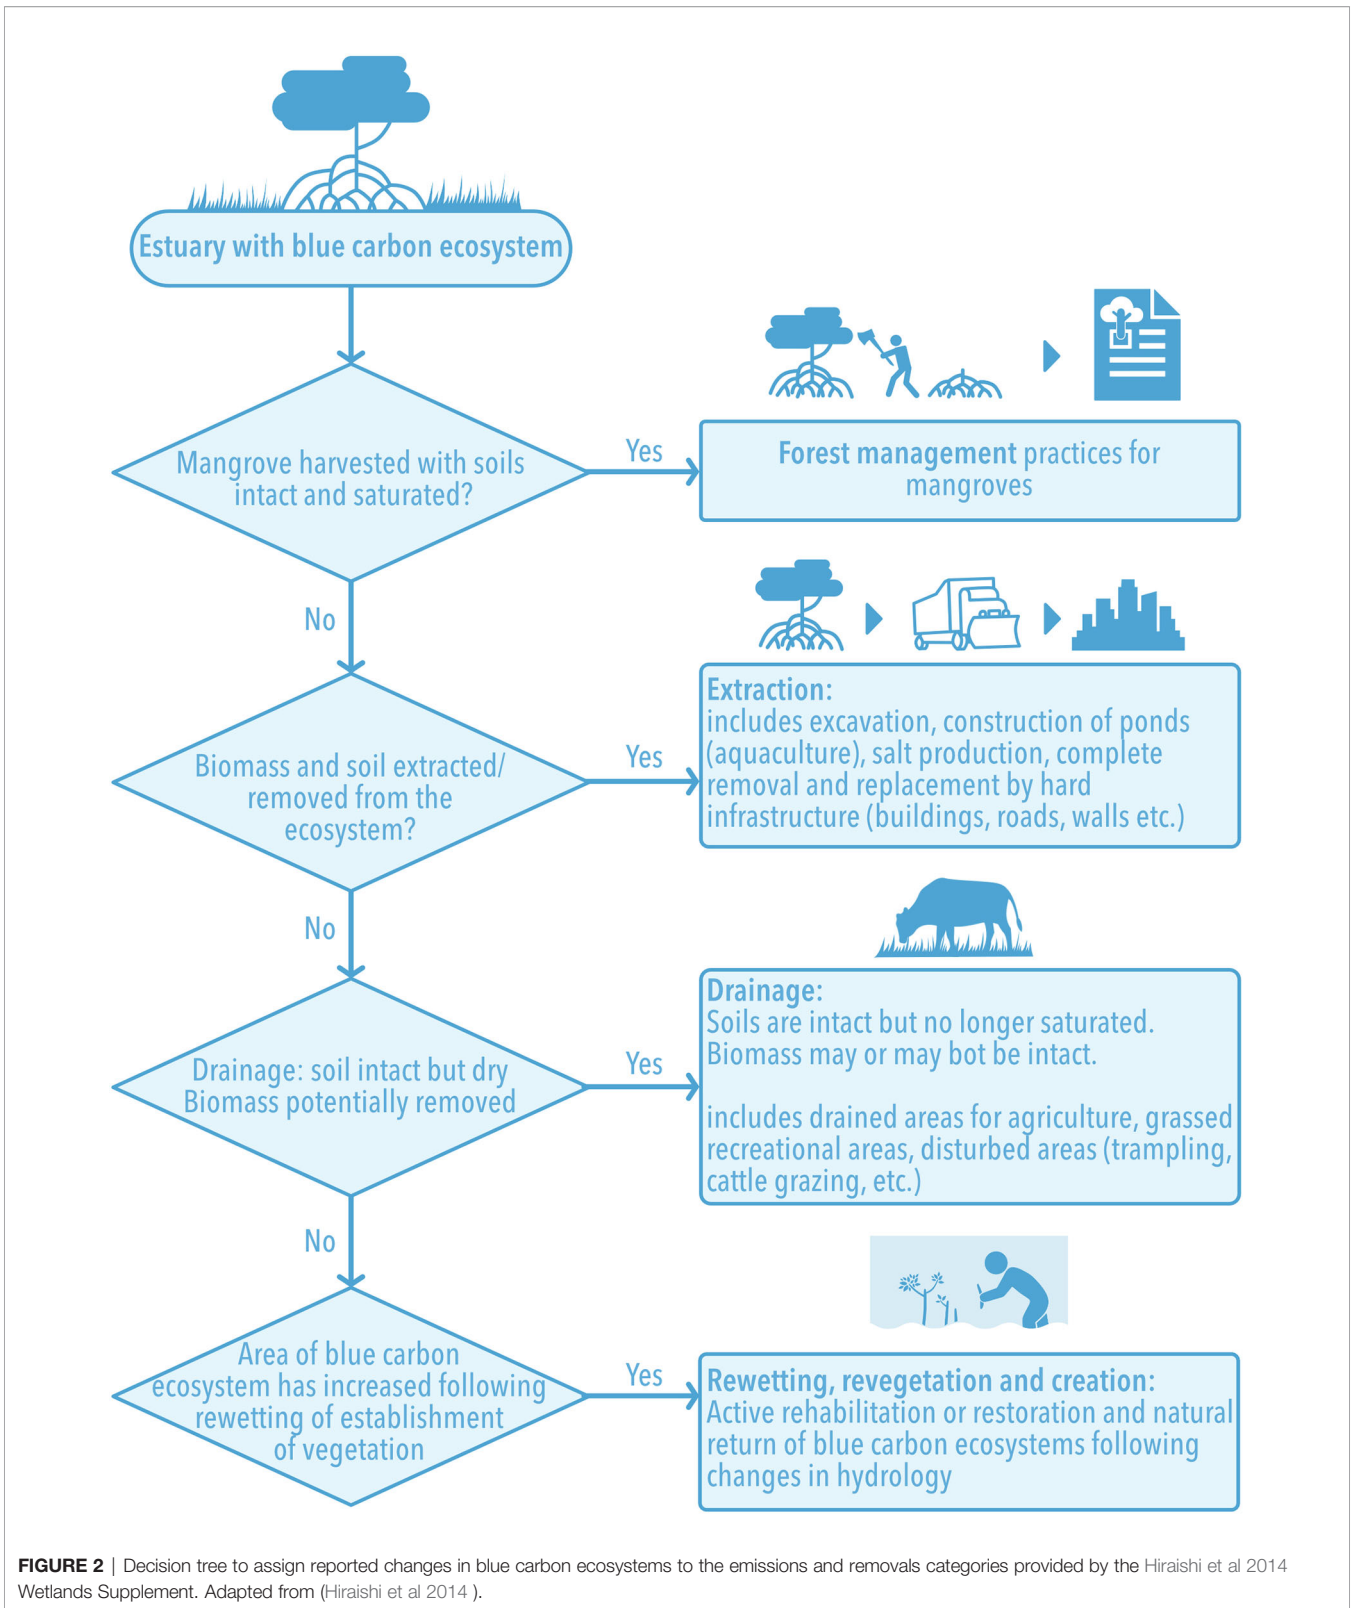 Estuary with blue carbon ecosystem
Mangrove harvested with soils
intact and saturated?
Yes
Forest management practices for
mangroves
No
Biomass and soil extracted/
removed from the
ecosystem?
Yes
Extraction:
includes excavation, construction of ponds
(aquaculture), salt production, complete
removal and replacement by hard
infrastructure (buildings, roads, walls etc.)
No
Drainage: soil intact but dry
Biomass potentially removed
Yes
Drainage:
Soils are intact but no longer saturated.
Biomass may or may bot be intact.
includes drained areas for agriculture, grassed
recreational areas, disturbed areas (trampling,
cattle grazing, etc.)
No
Area of blue carbon
ecosystem has increased following
rewetting of establishment
of vegetation
Yes
Rewetting, revegetation and creation:
Active rehabilitation or restoration and natural
return of blue carbon ecosystems following
changes in hydrology
FIGURE 2 | Decision tree to assign reported changes in blue carbon ecosystems to the emissions and removals categories provided by the Hiraishi et al 2014
Wetlands Supplement. Adapted from (Hiraishi et al 2014 ).